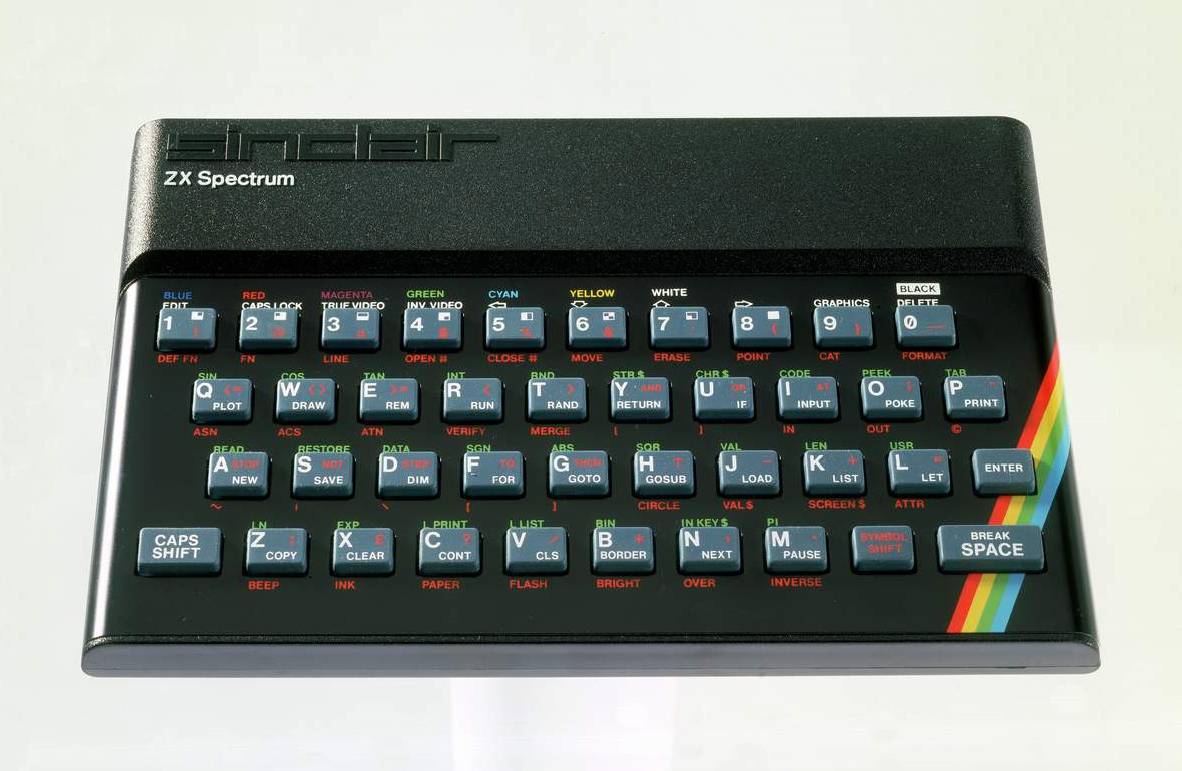 sinclair
ZX Spectrum
BLUE RED MAGENTA GREEN CYAN YELLOW WHITE BLACK
EDIT CAPS LOCK TRUE VIDEO INV VIDEO GRAPHICS DELETE
1 ! 2 @ 3 # 4 $ 5 % 6 & 7 ' 8 ( 9 ) 0 _
DEF FN FN LINE OPEN # CLOSE # MOVE ERASE POINT CAT FORMAT
SIN COS TAN INT RND STR $ CHR $ CODE PEEK TAB
Q <= W <> E >= R < T > Y AND U OR I AT O ; P "
PLOT DRAW REM RUN RAND RETURN IF INPUT POKE PRINT
ASN ACS ATN VERIFY MERGE [ ] IN OUT ©
READ RESTORE DATA SGN ABS SQR VAL LEN USR
A STOP S NOT D STEP F TO G THEN H ↑ J − K + L = ENTER
NEW SAVE DIM FOR GOTO GOSUB LOAD LIST LET
~ | \ { } CIRCLE VAL $ SCREEN $ ATTR
LN EXP L PRINT L LIST BIN IN KEY $ PI
CAPS Z : X £ C ? V / B * N , M . SYMBOL BREAK
SHIFT COPY CLEAR CONT CLS BORDER NEXT PAUSE SHIFT SPACE
BEEP INK PAPER FLASH BRIGHT OVER INVERSE